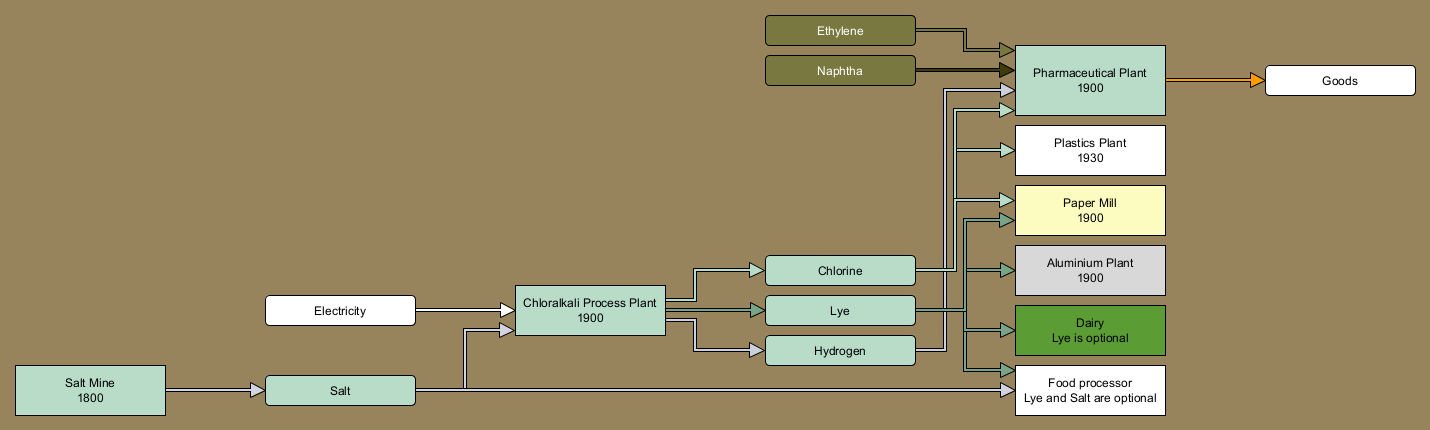 Ethylene
Naphtha
Pharmaceutical Plant
1900
Goods
Plastics Plant
1930
Paper Mill
1900
Chlorine
Aluminium Plant
1900
Electricity
Chloralkali Process Plant
1900
Lye
Dairy
Lye is optional
Hydrogen
Salt Mine
1800
Salt
Food processor
Lye and Salt are optional